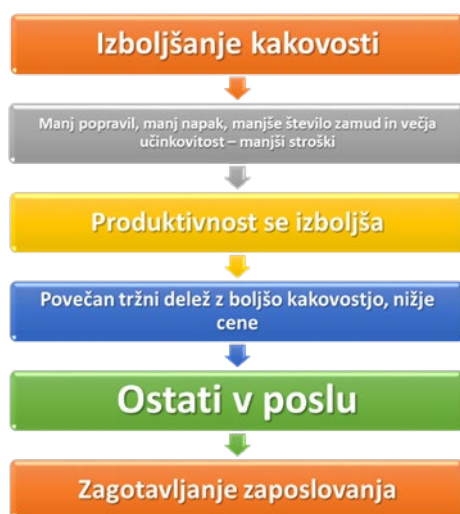 Izboljšanje kakovosti
Manj popravil, manj napak, manjše število zamud in večja
učinkovitost – manjši stroški
Produktivnost se izboljša
Povečan tržni delež z boljšo kakovostjo, nižje
cene
Ostati v poslu
Zagotavljanje zaposlovanja